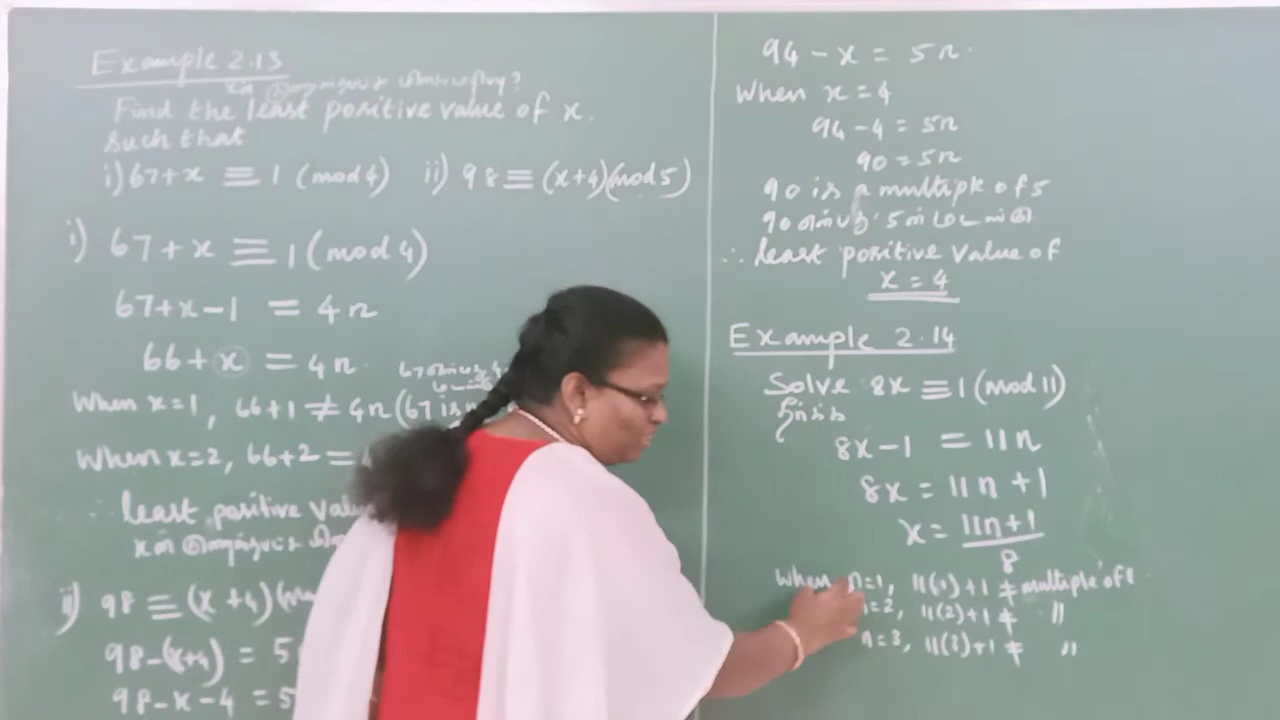 Example 2.13
Find the least positive value of x.
such that
i) 67+x ≡ 1 (mod 4) ii) 98 ≡ (x+4)(mod 5)
i) 67+x ≡ 1 (mod 4)
67+x-1 = 4n
66+x = 4n
When x=1, 66+1 ≠ 4n (67 is
When x=2, 66+2 =
∴ least positive
ii) 98 ≡ (x+4)
98-(x+4) = 5
98-x-4 = 5
94-x = 5n.
When x=4
94-4 = 5n
90 = 5n
90 is a multiple of 5
90
∴ least positive value of
x = 4
Example 2.14
Solve 8x ≡ 1 (mod 11)
8x-1 = 11n
8x = 11n+1
x = 11n+1
8
When n=1, 11(1)+1 ≠ multiple of 8
n=2, 11(2)+1 ≠ "
n=3, 11(3)+1 ≠ "